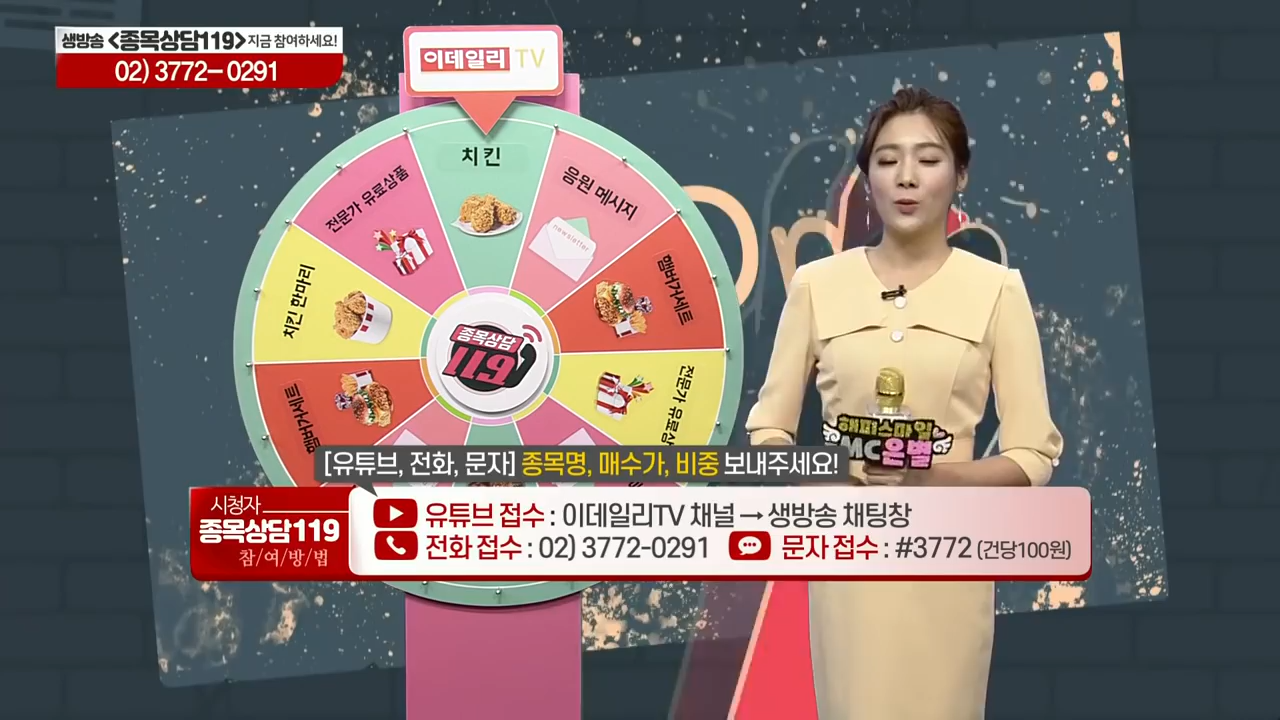 생방송 <종목상담119> 지금 참여하세요!
02) 3772-0291
이데일리 TV
치킨
전문가 유료상품
응원 메시지
newsletter
치킨 한마리
햄버거세트
종목상담
119
햄버거세트
전문가 유료상
해피스마일
MC은별
[유튜브, 전화, 문자] 종목명, 매수가, 비중 보내주세요!
시청자
종목상담119
참/여/방/법
유튜브 접수 : 이데일리TV 채널 → 생방송 채팅창
전화 접수 : 02) 3772-0291 문자 접수 : #3772 (건당100원)